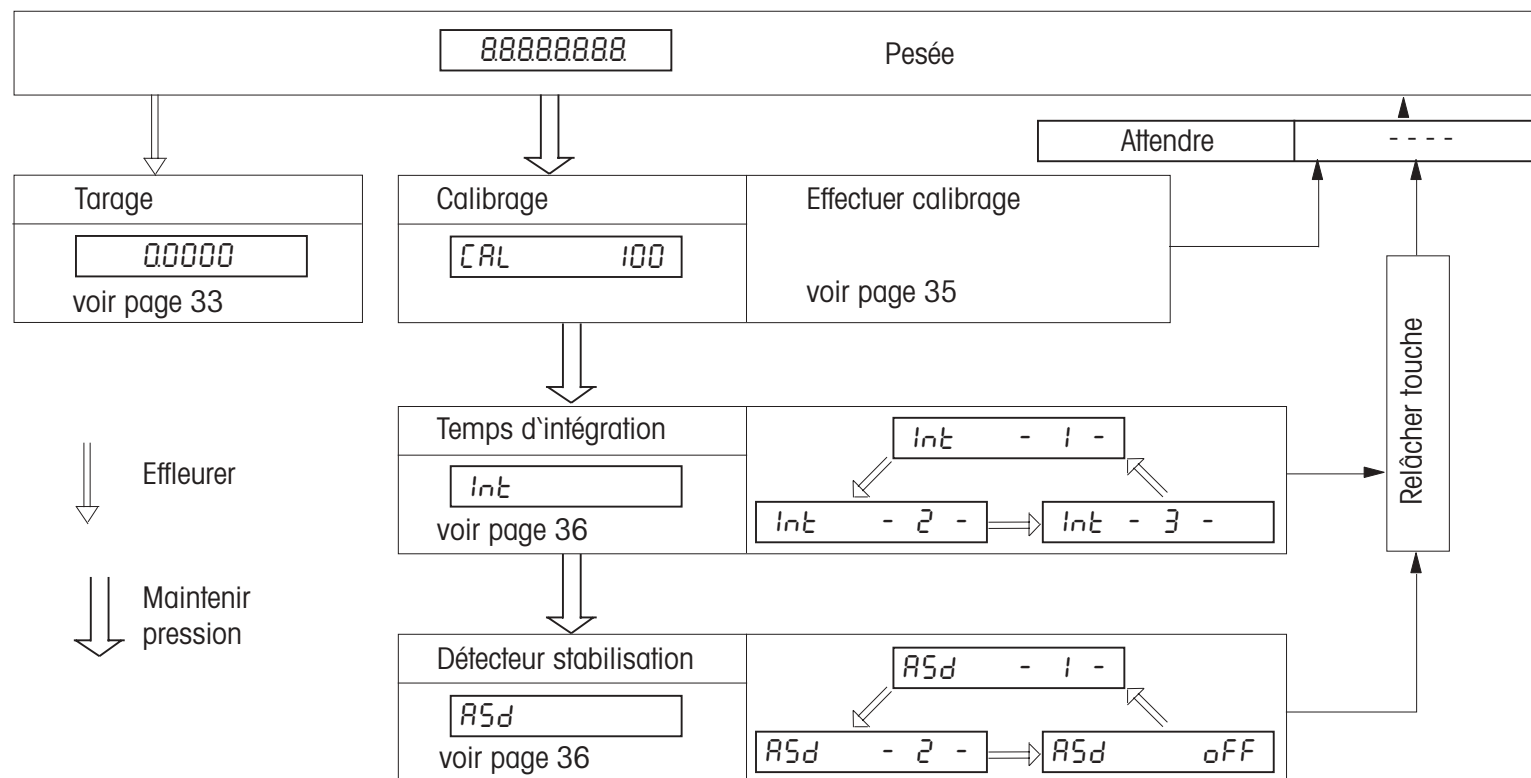 8.8.8.8.8.8.8.8. Pesée
Attendre - - - -
Tarage
0.0000
voir page 33
Calibrage
CAL 100
Effectuer calibrage
voir page 35
Relâcher touche
Temps d`intégration
Int
voir page 36
Int - 1 -
Int - 2 -
Int - 3 -
Effleurer
Maintenir
pression
Détecteur stabilisation
ASd
voir page 36
ASd - 1 -
ASd - 2 -
ASd oFF